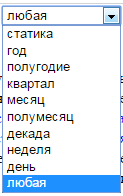 любая
статика
год
полугодие
квартал
месяц
полумесяц
декада
неделя
день
любая